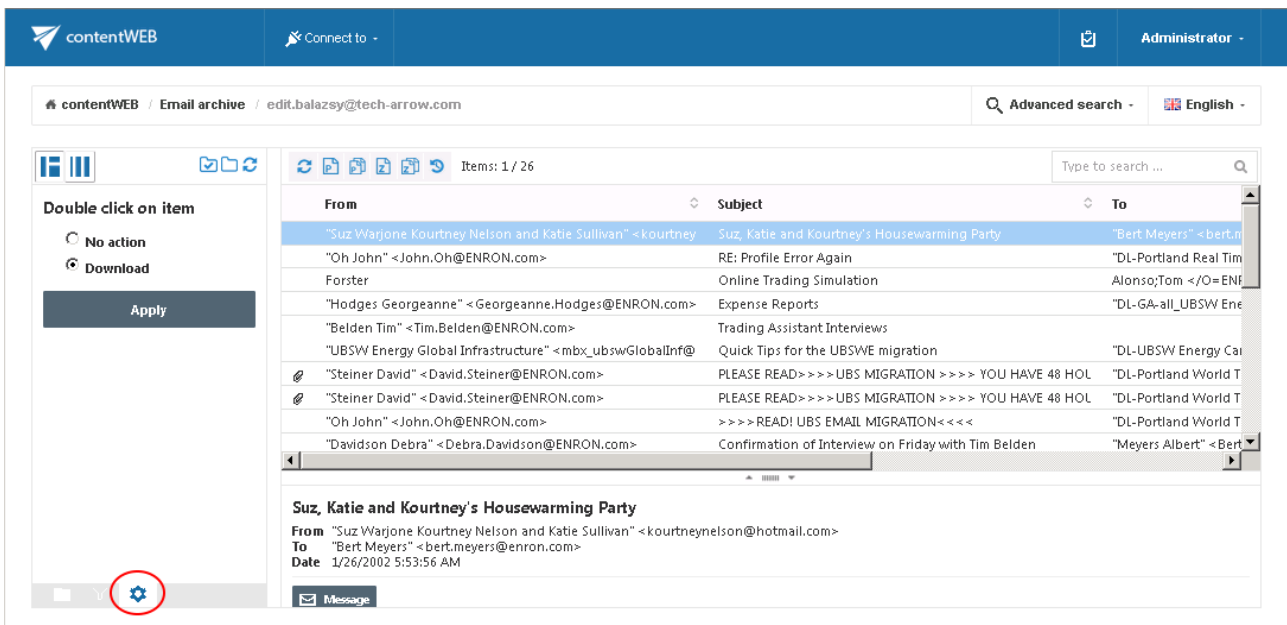 contentWEB
Connect to
Administrator
contentWEB / Email archive / edit.balazsy@tech-arrow.com
Advanced search
English
Items: 1 / 26
Type to search ...
Double click on item
No action
Download
Apply
From Subject To
"Suz Warjone Kourtney Nelson and Katie Sullivan" <kourtney Suz, Katie and Kourtney's Housewarming Party "Bert Meyers" <bert.m
"Oh John" <John.Oh@ENRON.com> RE: Profile Error Again "DL-Portland Real Tim
Forster Online Trading Simulation Alonso;Tom </O=ENR
"Hodges Georgeanne" <Georgeanne.Hodges@ENRON.com> Expense Reports "DL-GA-all_UBSW Ene
"Belden Tim" <Tim.Belden@ENRON.com> Trading Assistant Interviews
"UBSW Energy Global Infrastructure" <mbx_ubswGlobalInf@ Quick Tips for the UBSWE migration "DL-UBSW Energy Car
"Steiner David" <David.Steiner@ENRON.com> PLEASE READ>>>>UBS MIGRATION >>>> YOU HAVE 48 HOU "DL-Portland World T
"Steiner David" <David.Steiner@ENRON.com> PLEASE READ>>>>UBS MIGRATION >>>> YOU HAVE 48 HOU "DL-Portland World T
"Oh John" <John.Oh@ENRON.com> >>>>READ! UBS EMAIL MIGRATION<<<< "DL-Portland World T
"Davidson Debra" <Debra.Davidson@ENRON.com> Confirmation of Interview on Friday with Tim Belden "Meyers Albert" <Bert
Suz, Katie and Kourtney's Housewarming Party
From "Suz Warjone Kourtney Nelson and Katie Sullivan" <kourtneynelson@hotmail.com>
To "Bert Meyers" <bert.meyers@enron.com>
Date 1/26/2002 5:53:56 AM
Message